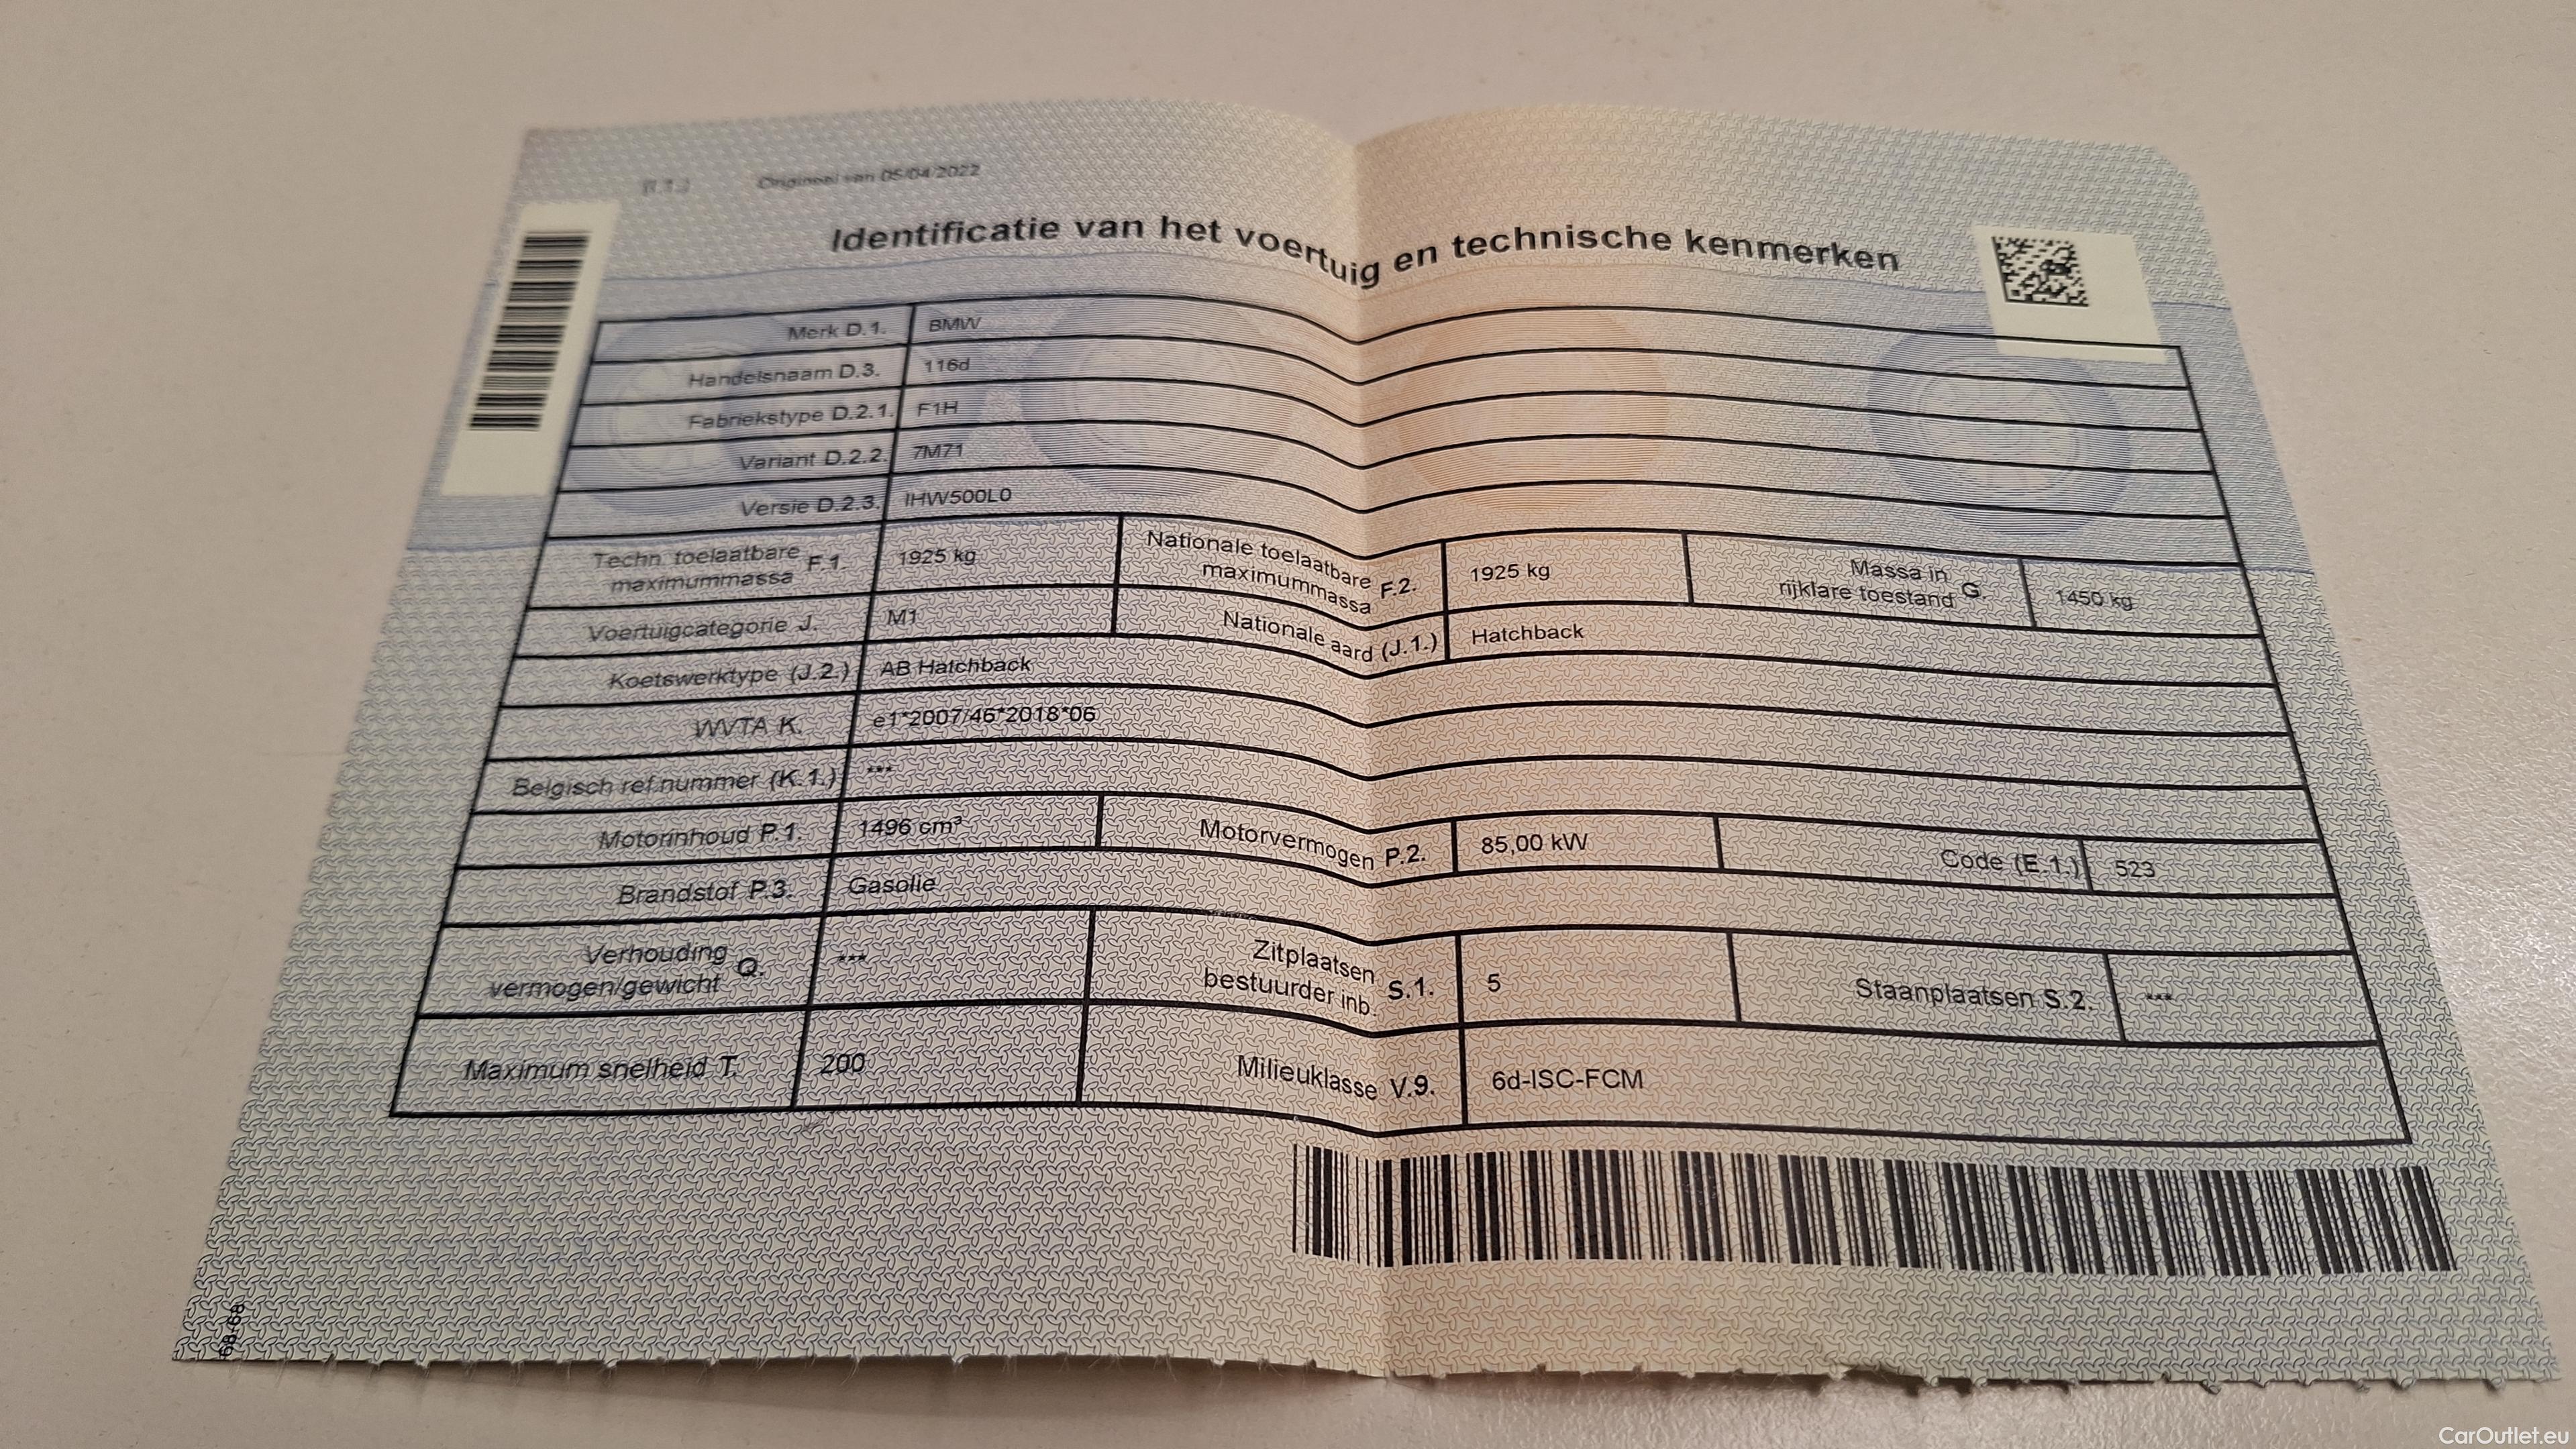 Origineel van 05/04/2022
Identificatie van het voertuig en technische kenmerken
Merk D.1. BMW
Handelsnaam D.3. 116d
Fabriekstype D.2.1. F1H
Variant D.2.2. 7M71
Versie D.2.3. IHW500L0
Techn. toelaatbare maximummassa F.1. 1925 kg Nationale toelaatbare maximummassa F.2. 1925 kg Massa in rijklare toestand G. 1450 kg
Voertuigcategorie J. M1 Nationale aard (J.1.) Hatchback
Koetswerktype (J.2.) AB Hatchback
WVTA K. e1*2007/46*2018*06
Belgisch ref.nummer (K.1.) ***
Motorinhoud P.1. 1496 cm³ Motorvermogen P.2. 85,00 kW Code (E.1.) 523
Brandstof P.3. Gasolie
Verhouding vermogen/gewicht Q. *** Zitplaatsen bestuurder inb. S.1. 5 Staanplaatsen S.2. ***
Maximum snelheid T. 200 Milieuklasse V.9. 6d-ISC-FCM
68-68
CarOutlet.eu